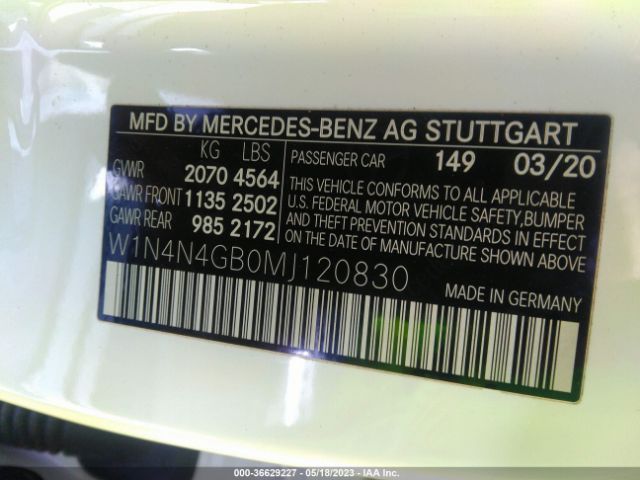 MFD BY MERCEDES-BENZ AG STUTTGART
KG LBS
GVWR 2070 4564
GAWR FRONT 1135 2502
GAWR REAR 985 2172
PASSENGER CAR 149 03/20
THIS VEHICLE CONFORMS TO ALL APPLICABLE
U.S. FEDERAL MOTOR VEHICLE SAFETY, BUMPER
AND THEFT PREVENTION STANDARDS IN EFFECT
ON THE DATE OF MANUFACTURE SHOWN ABOVE
W1N4N4GB0MJ120830
MADE IN GERMANY
000-36629227 - 05/18/2023 - IAA Inc.